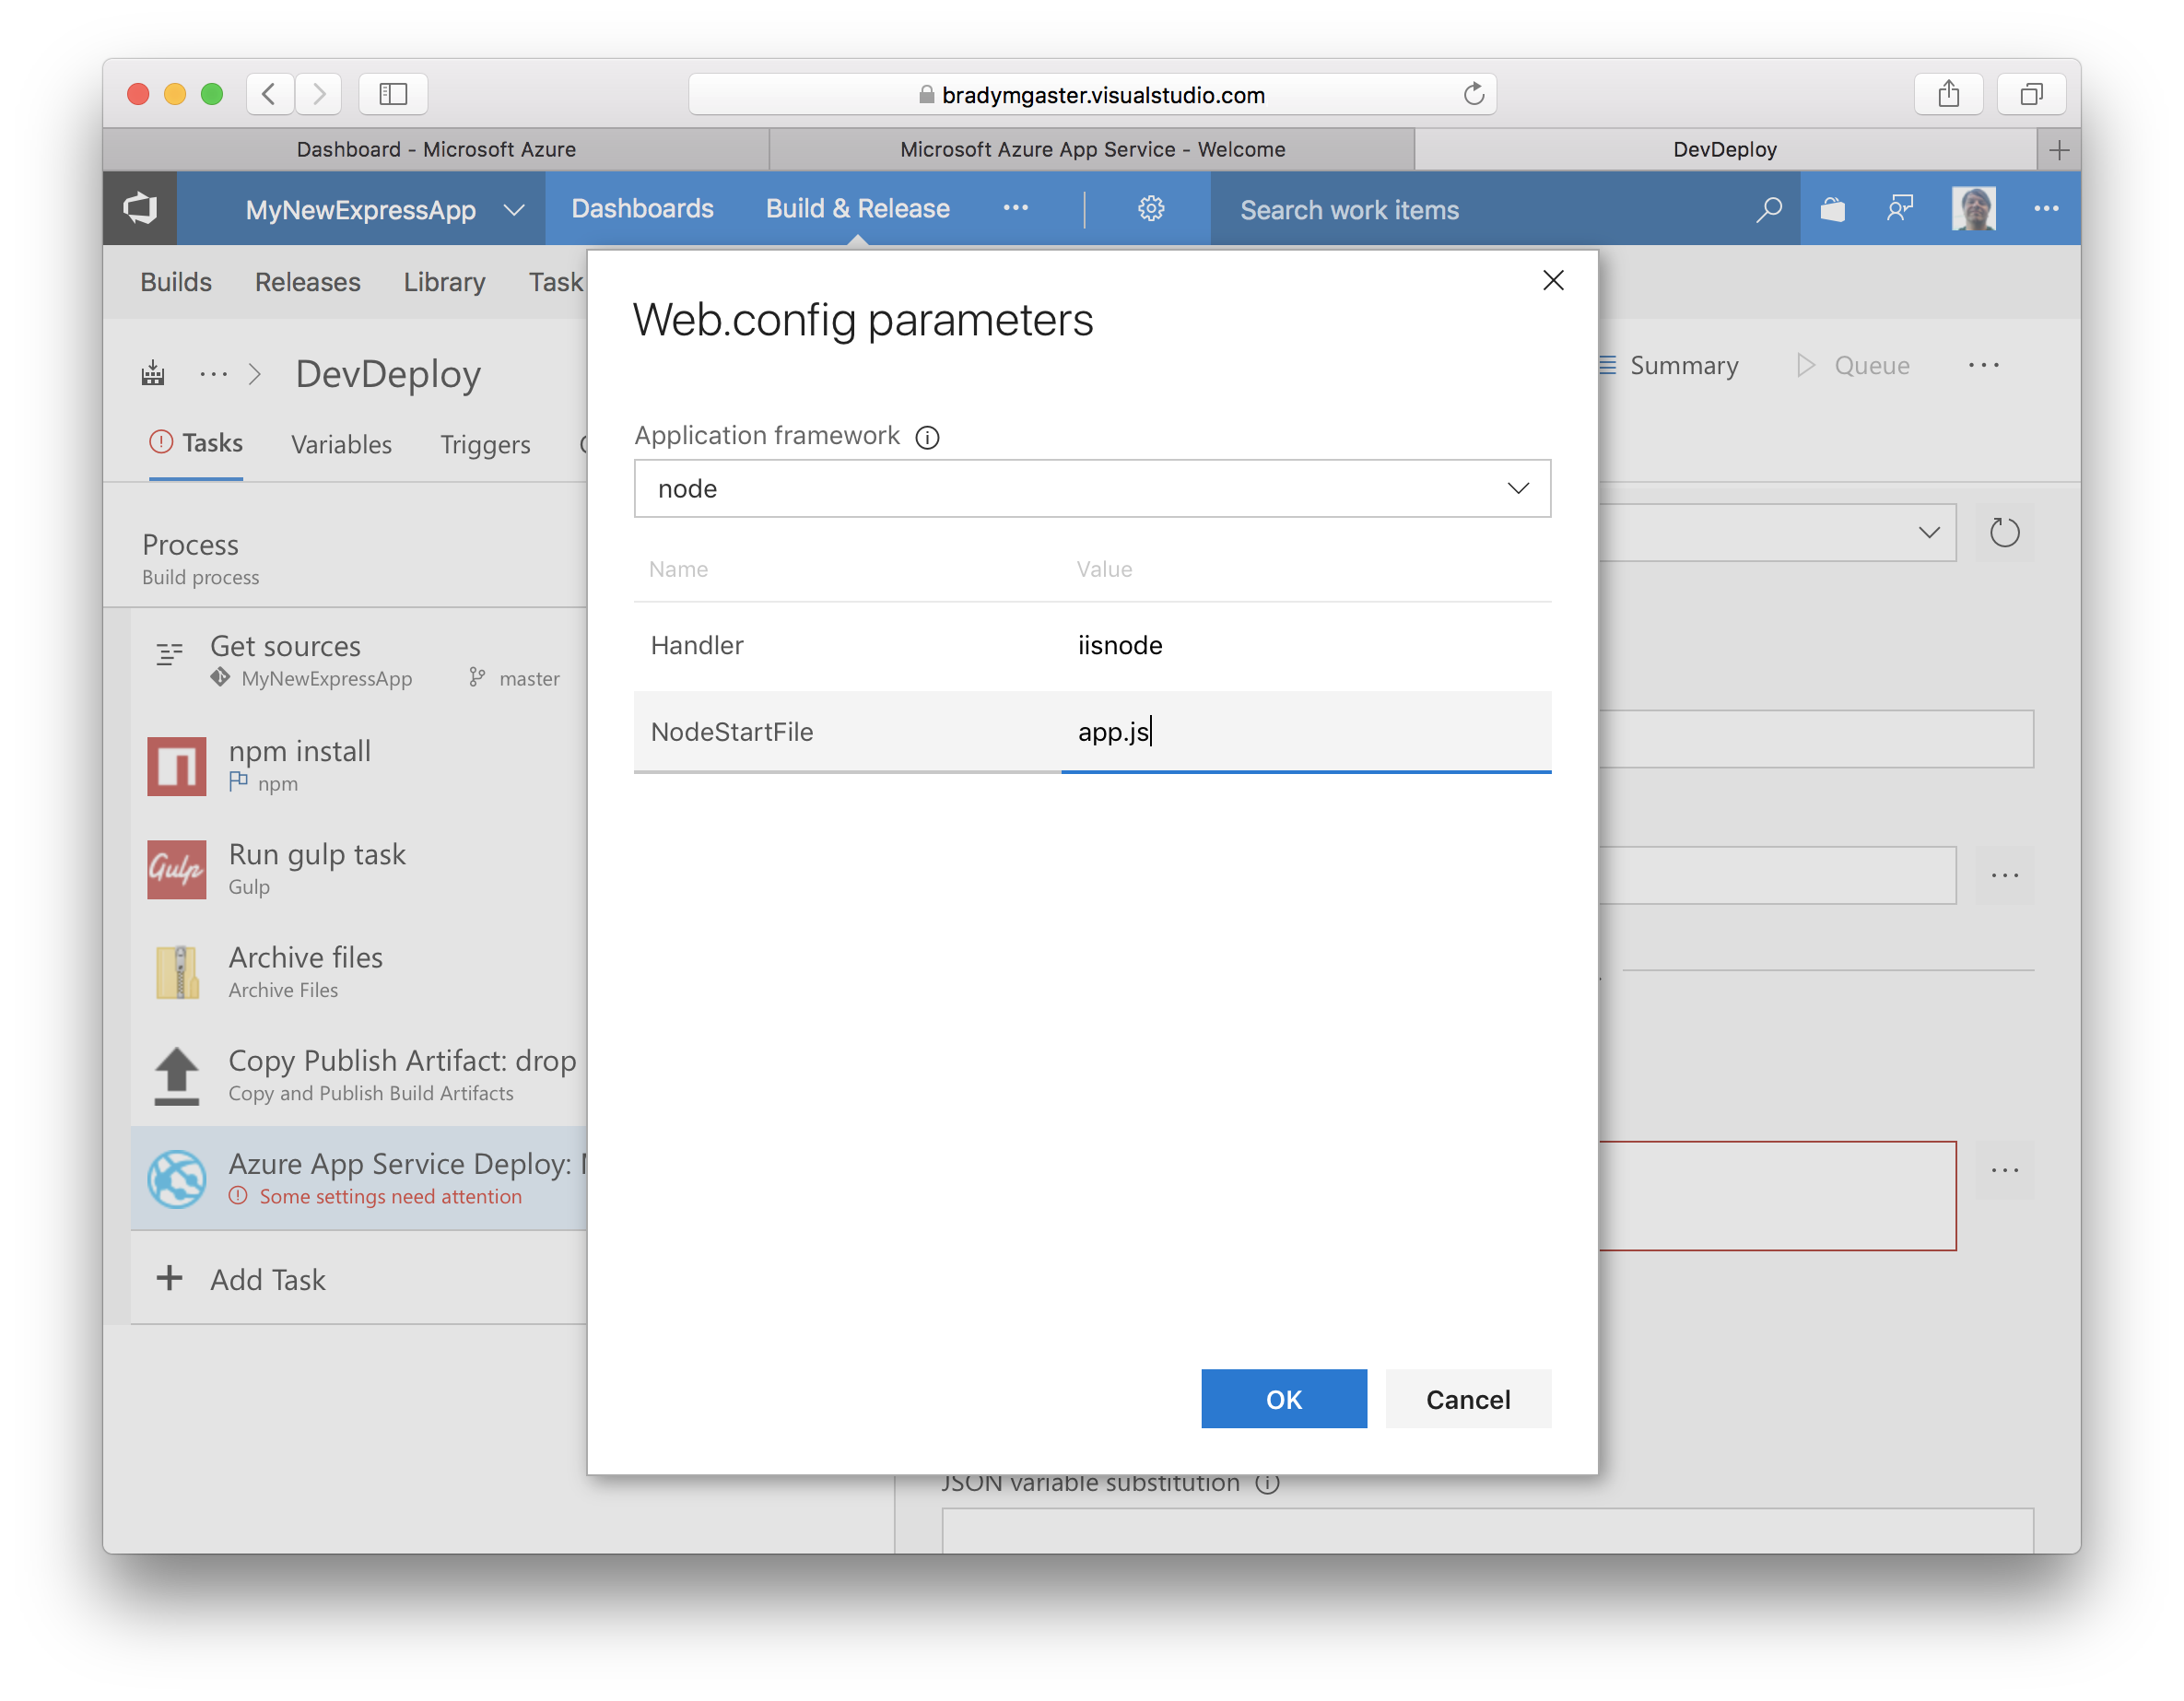 bradymgaster.visualstudio.com
Dashboard - Microsoft Azure
Microsoft Azure App Service - Welcome
DevDeploy
MyNewExpressApp
Dashboards
Build & Release
Search work items
Builds
Releases
Library
Task
DevDeploy
Summary
Queue
Tasks
Variables
Triggers
Process
Build process
Get sources
MyNewExpressApp
master
npm install
npm
Run gulp task
Gulp
Gulp
Archive files
Archive Files
Copy Publish Artifact: drop
Copy and Publish Build Artifacts
Azure App Service Deploy:
Some settings need attention
Add Task
Web.config parameters
Application framework
node
Name
Value
Handler
iisnode
NodeStartFile
app.js
OK
Cancel
JSON variable substitution